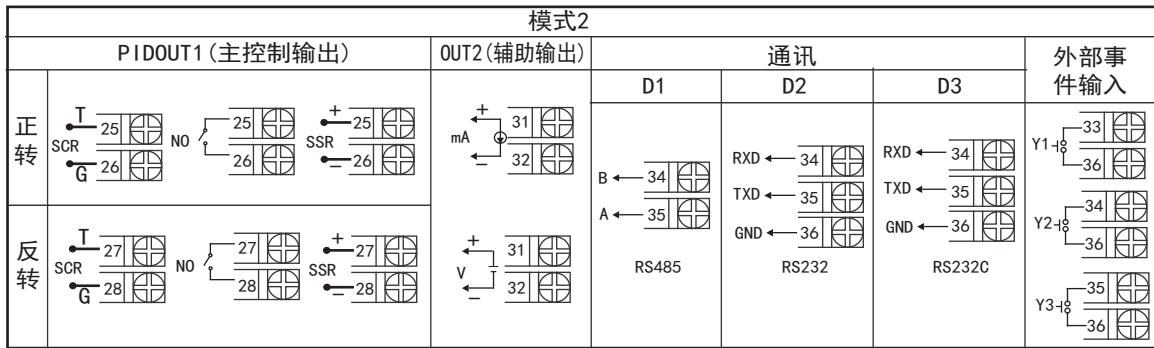 模式2
PIDOUT1(主控制输出)
OUT2(辅助输出)
通讯
外部事
件输入
D1
D2
D3
正
转
SCR
T
25
G
26
NO
25
26
SSR
+
25
−
26
mA
+
31
−
32
B
34
A
35
RS485
RXD
34
TXD
35
GND
36
RS232
RXD
34
TXD
35
GND
36
RS232C
Y1
33
36
Y2
34
36
Y3
35
36
反
转
SCR
T
27
G
28
NO
27
28
SSR
+
27
−
28
V
+
31
−
32